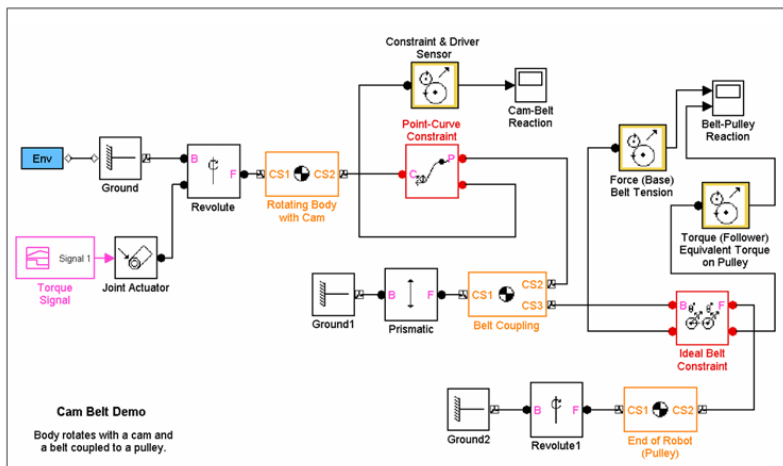 Constraint & Driver
Sensor
Cam-Belt
Reaction
Belt-Pulley
Reaction
Point-Curve
Constraint
Env
Ground
B
F
Revolute
CS1
CS2
Rotating Body
with Cam
C
P
Force (Base)
Belt Tension
Torque (Follower)
Equivalent Torque
on Pulley
Signal 1
Torque
Signal
Joint Actuator
Ground1
B
F
Prismatic
CS1
CS2
CS3
Belt Coupling
B
θ
θ
F
Ideal Belt
Constraint
Cam Belt Demo
Body rotates with a cam and
a belt coupled to a pulley.
Ground2
B
F
Revolute1
CS1
CS2
End of Robot
(Pulley)